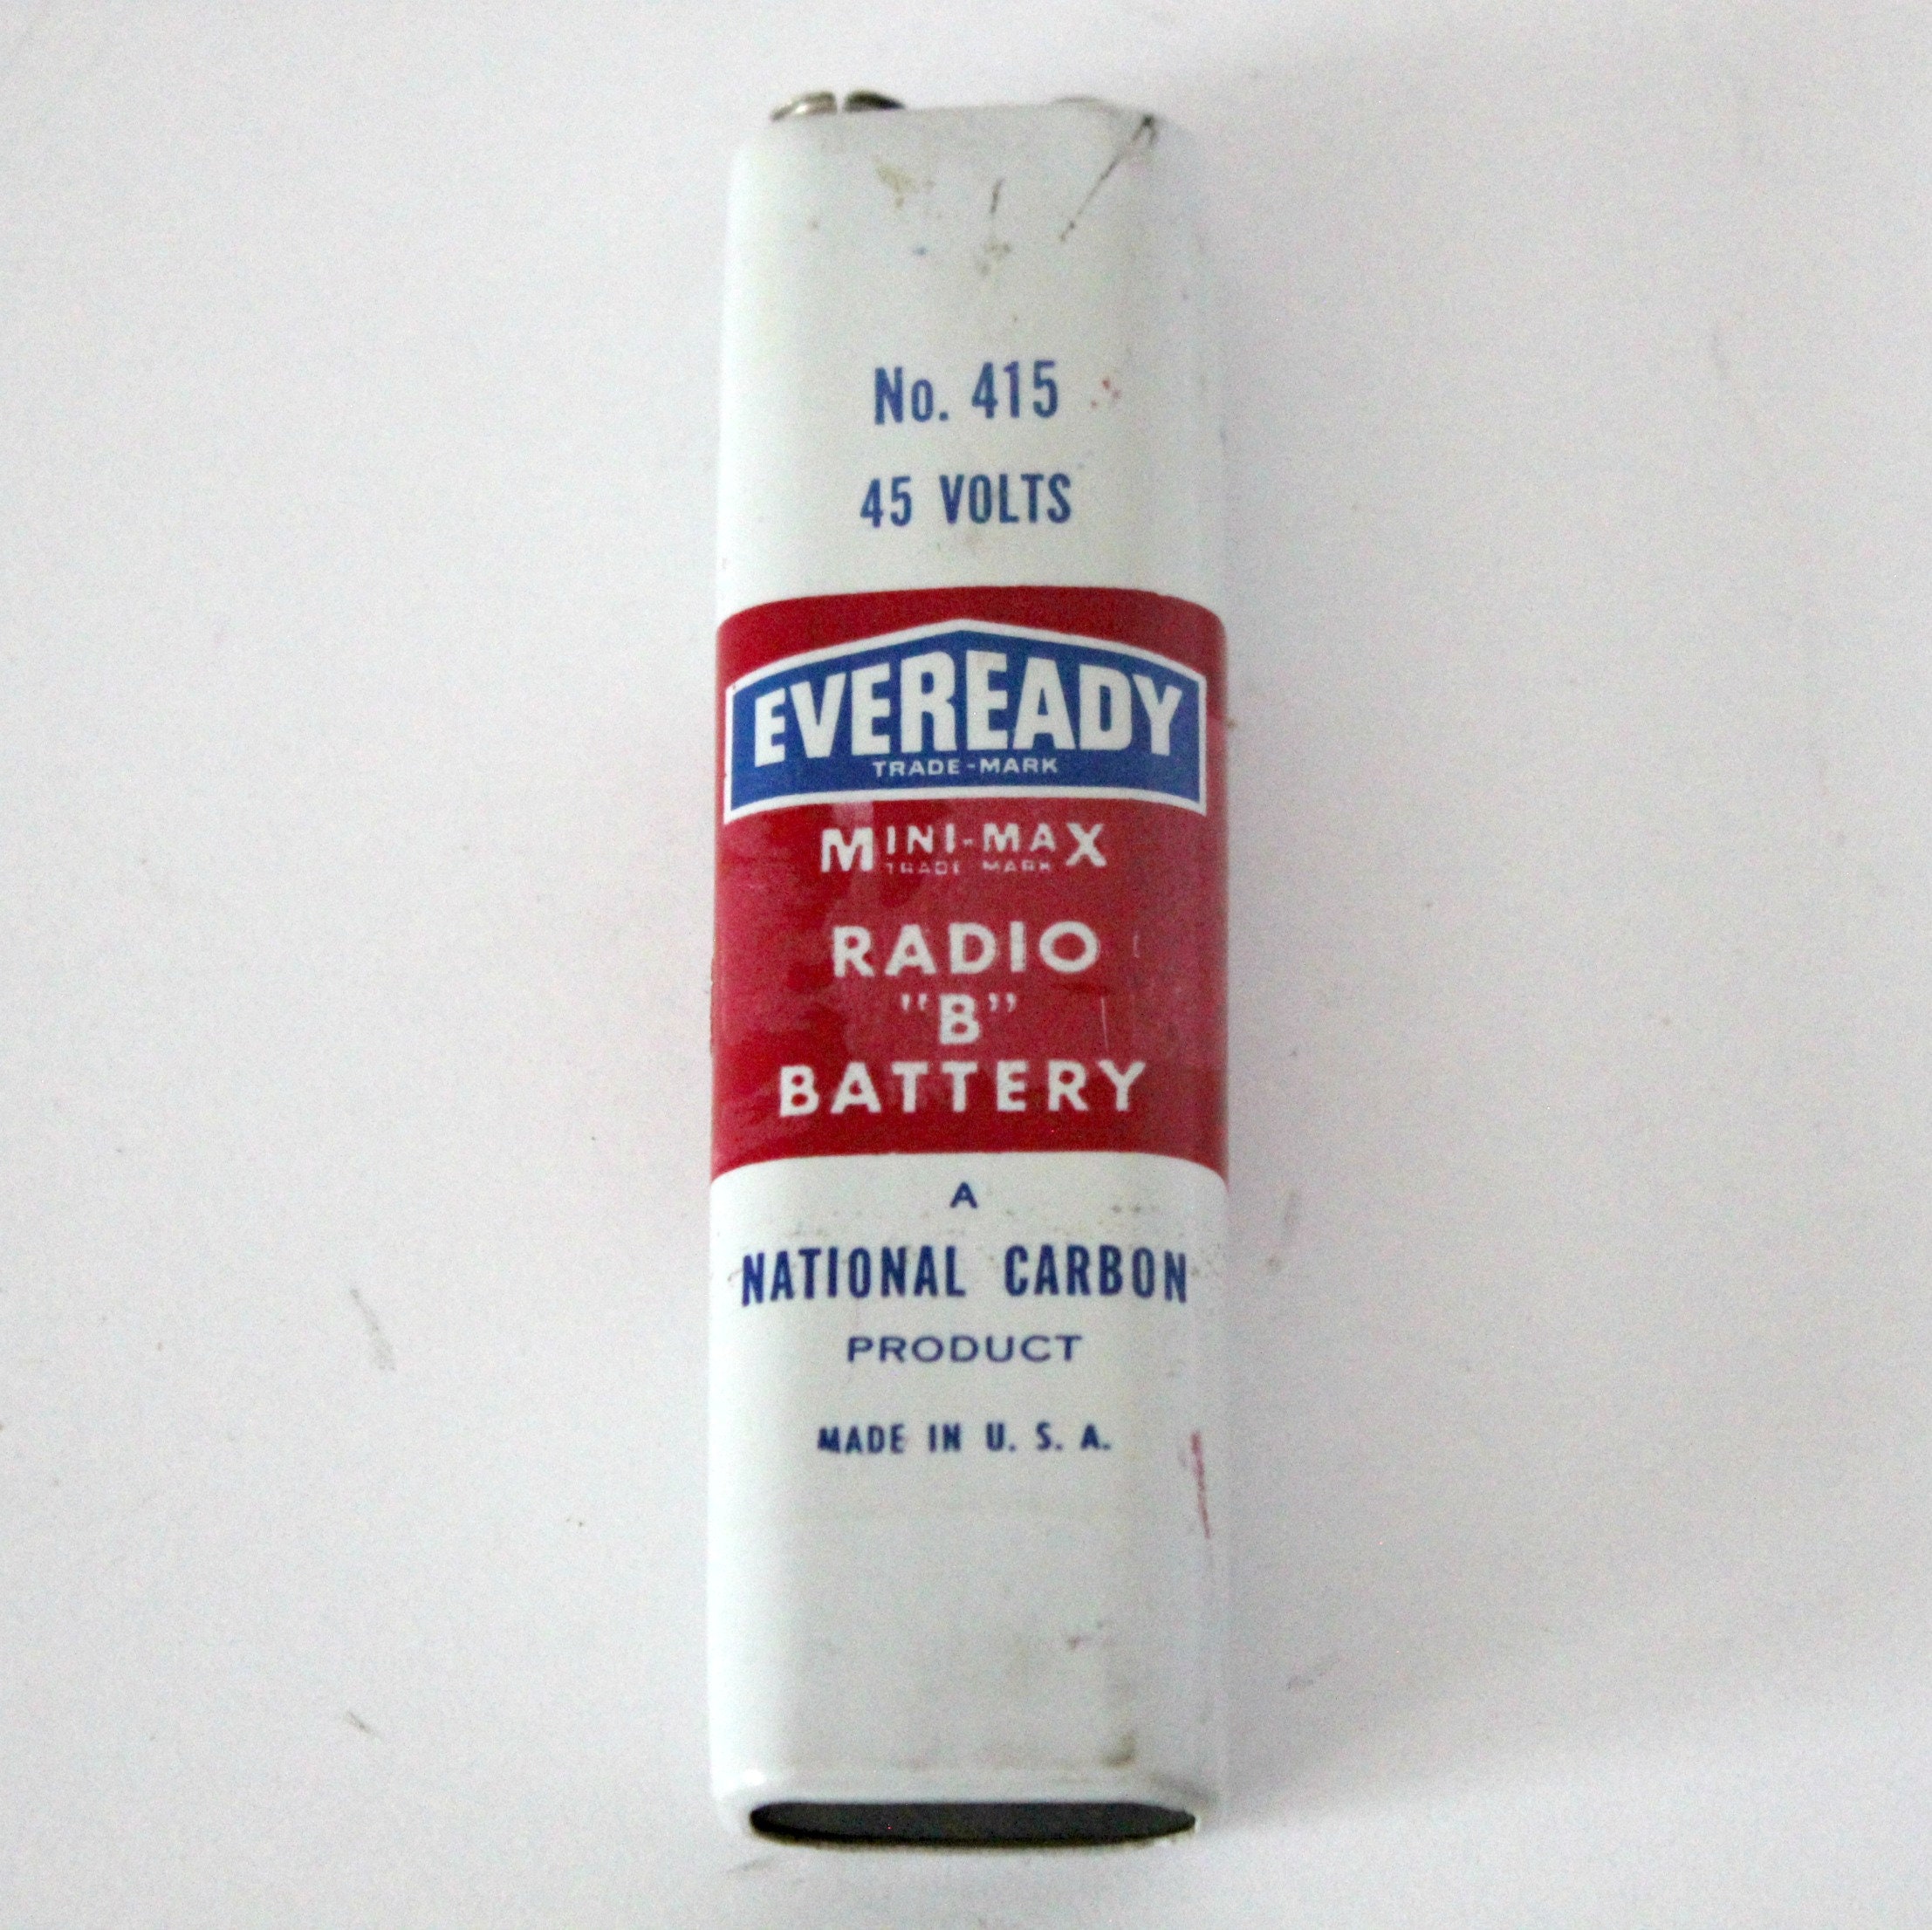 No. 415
45 VOLTS
EVEREADY
TRADE-MARK
MINI-MAX
TRADE MARK
RADIO
"B"
BATTERY
A
NATIONAL CARBON
PRODUCT
MADE IN U. S. A.